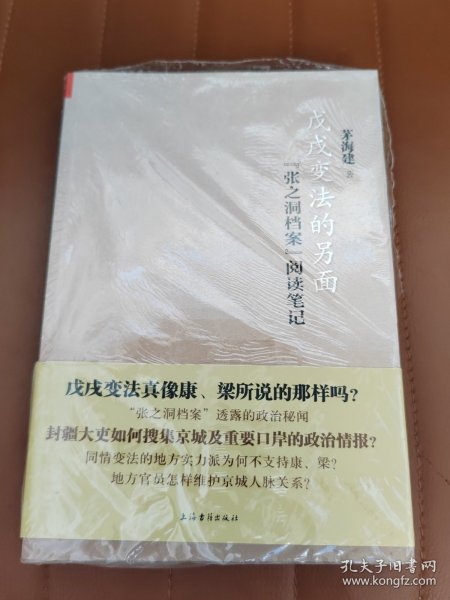 茅海建 著
戊戌变法的另面
“张之洞档案”阅读笔记
戊戌变法真像康、梁所说的那样吗？
“张之洞档案”透露的政治秘闻
封疆大吏如何搜集京城及重要口岸的政治情报？
同情变法的地方实力派为何不支持康、梁？
地方官员怎样维护京城人脉关系？
上海古籍出版社
孔夫子旧书网
www.kongfz.com